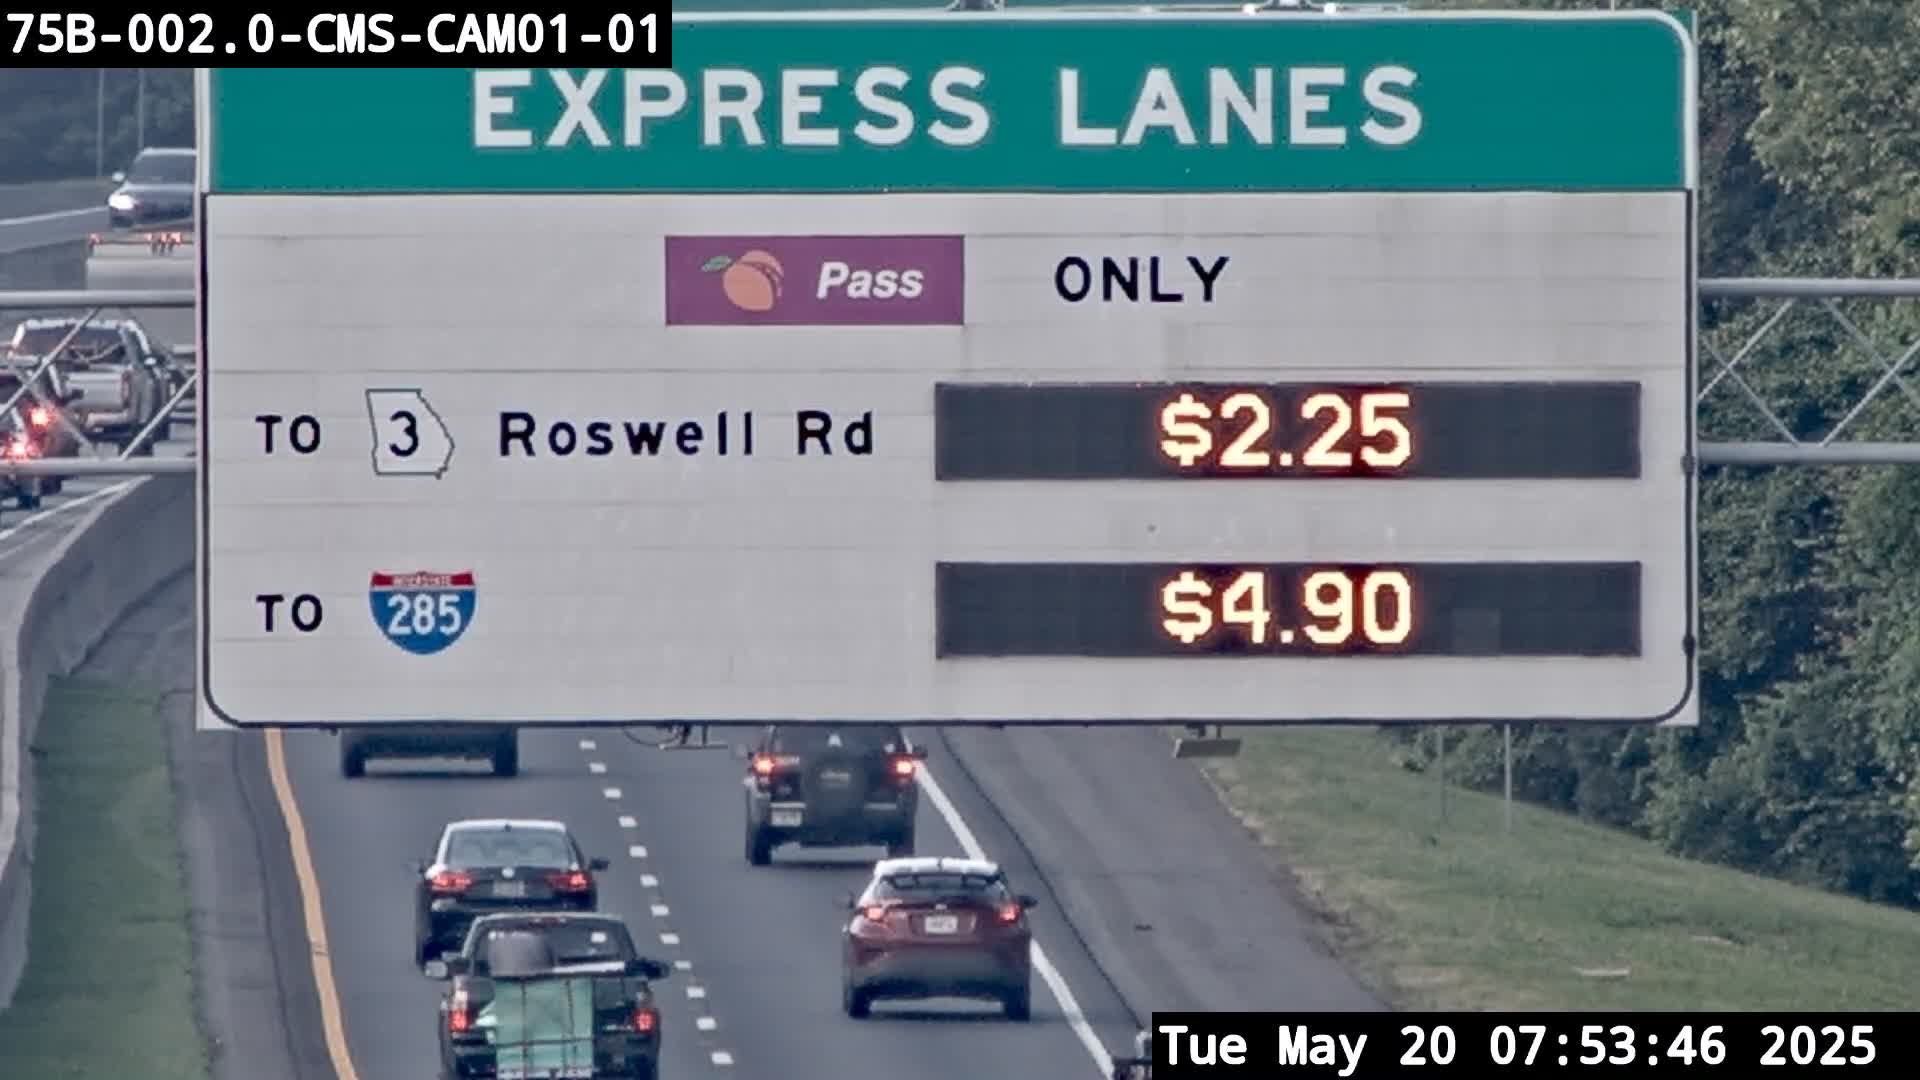 75B-002.0-CMS-CAM01-01
EXPRESS LANES
Pass ONLY
TO 3 Roswell Rd $2.25
TO INTERSTATE 285 $4.90
Tue May 20 07:53:46 2025